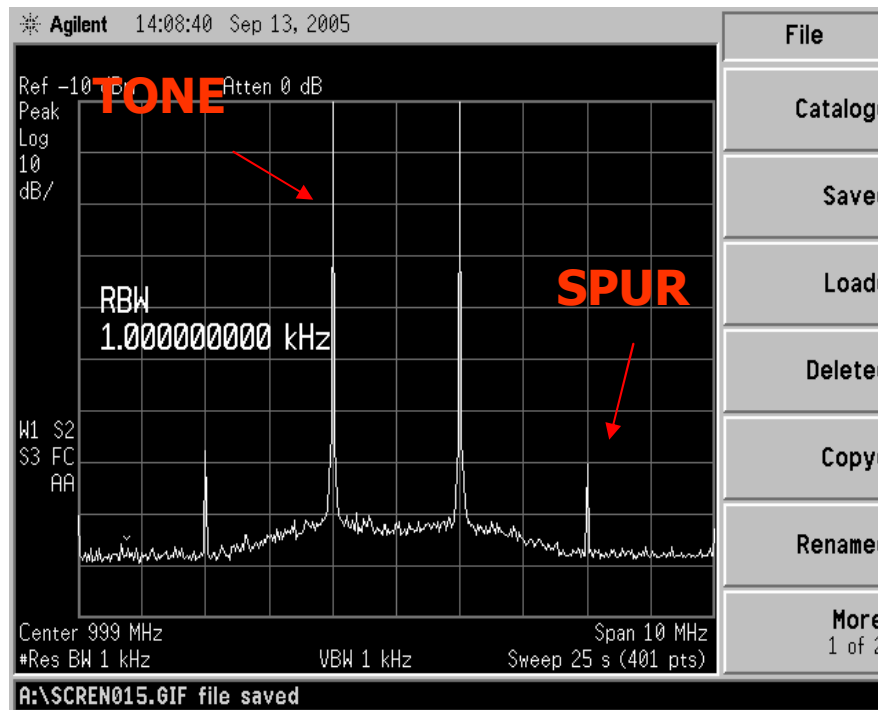 Agilent 14:08:40 Sep 13, 2005
Ref -10 dBm Atten 0 dB
TONE
Peak
Log
10
dB/
RBW
1.000000000 kHz
SPUR
W1 S2
S3 FC
AA
Center 999 MHz Span 10 MHz
#Res BW 1 kHz VBW 1 kHz Sweep 25 s (401 pts)
A:\SCREN015.GIF file saved
File
Catalog
Save
Load
Delete
Copy
Rename
More
1 of 2